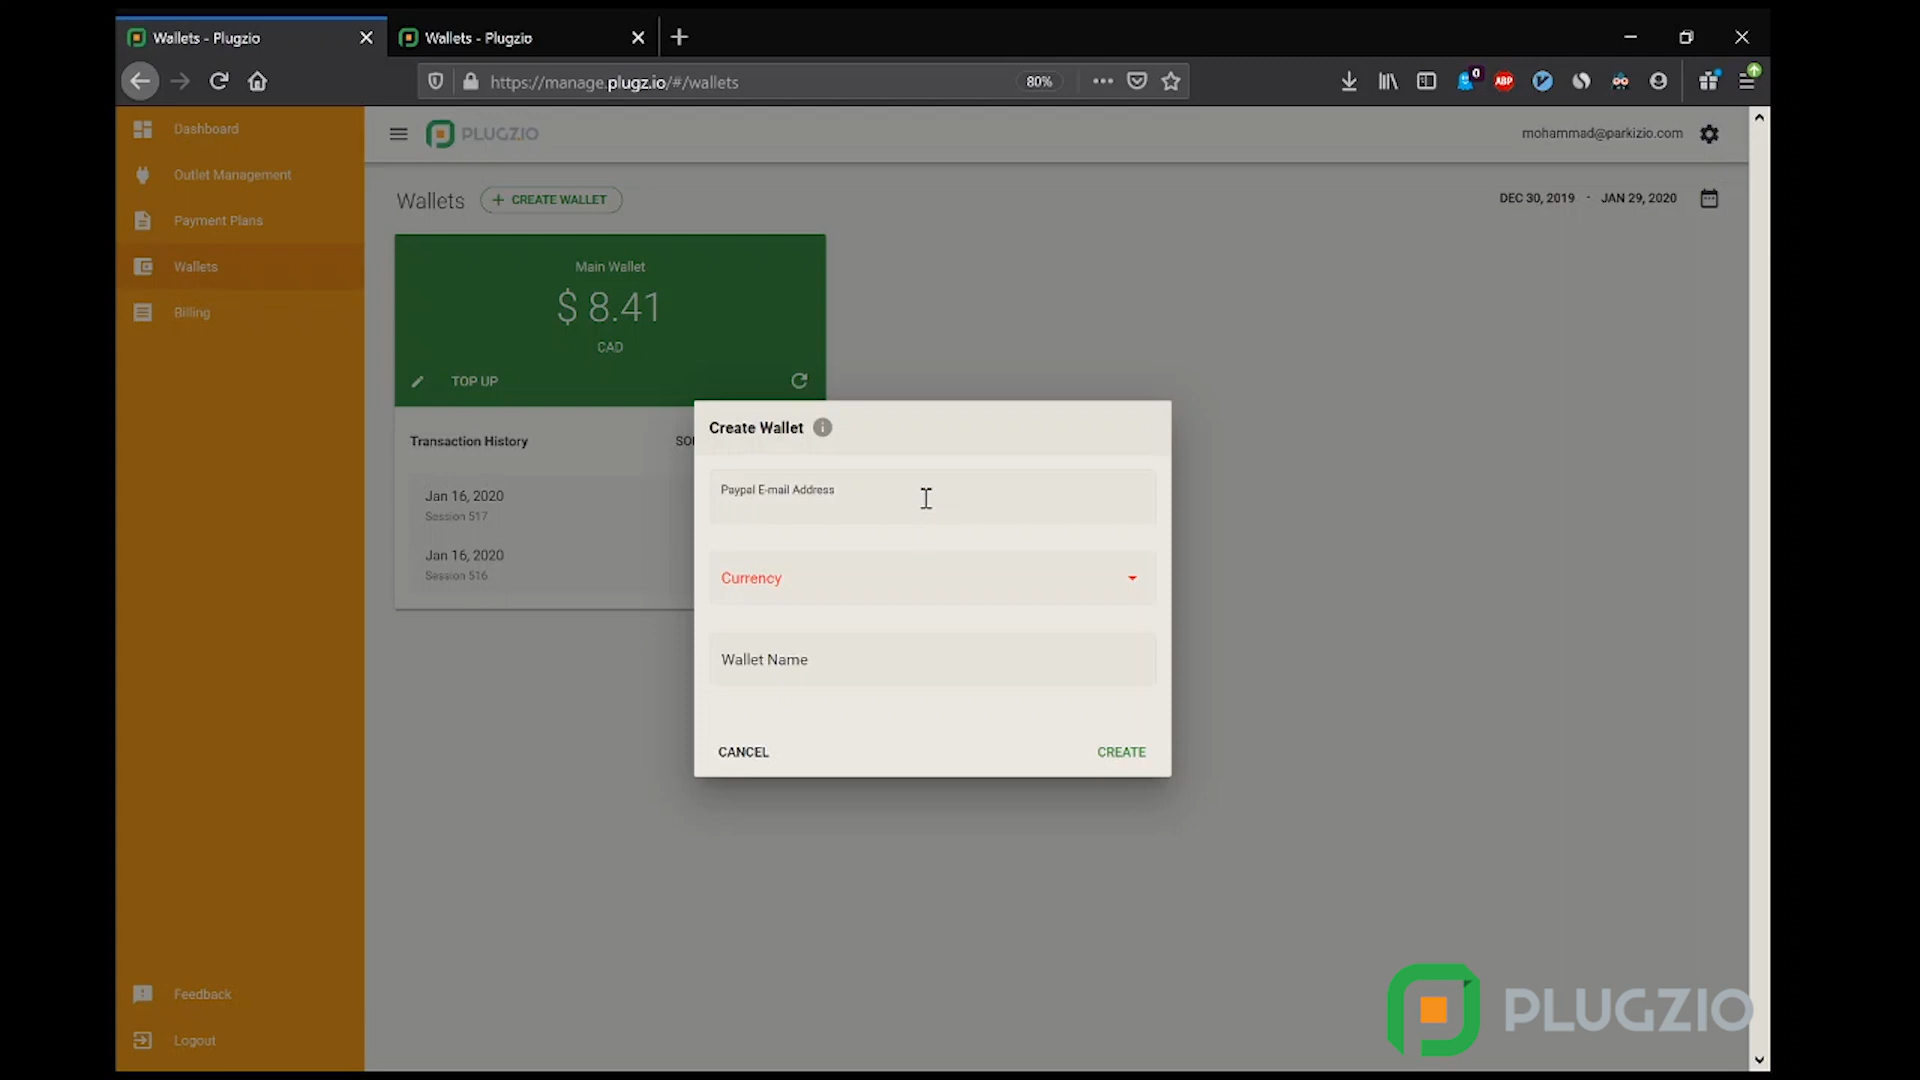 Wallets - Plugzio
Wallets - Plugzio
https://manage.plugz.io/#/wallets
80%
0
ABP
Dashboard
Outlet Management
Payment Plans
Wallets
Billing
Feedback
Logout
PLUGZIO
mohammad@parkizio.com
Wallets
CREATE WALLET
DEC 30, 2019 - JAN 29, 2020
Main Wallet
$ 8.41
CAD
TOP UP
Transaction History
Jan 16, 2020
Session 517
Jan 16, 2020
Session 516
Create Wallet
Paypal E-mail Address
Currency
Wallet Name
CANCEL
CREATE
PLUGZIO